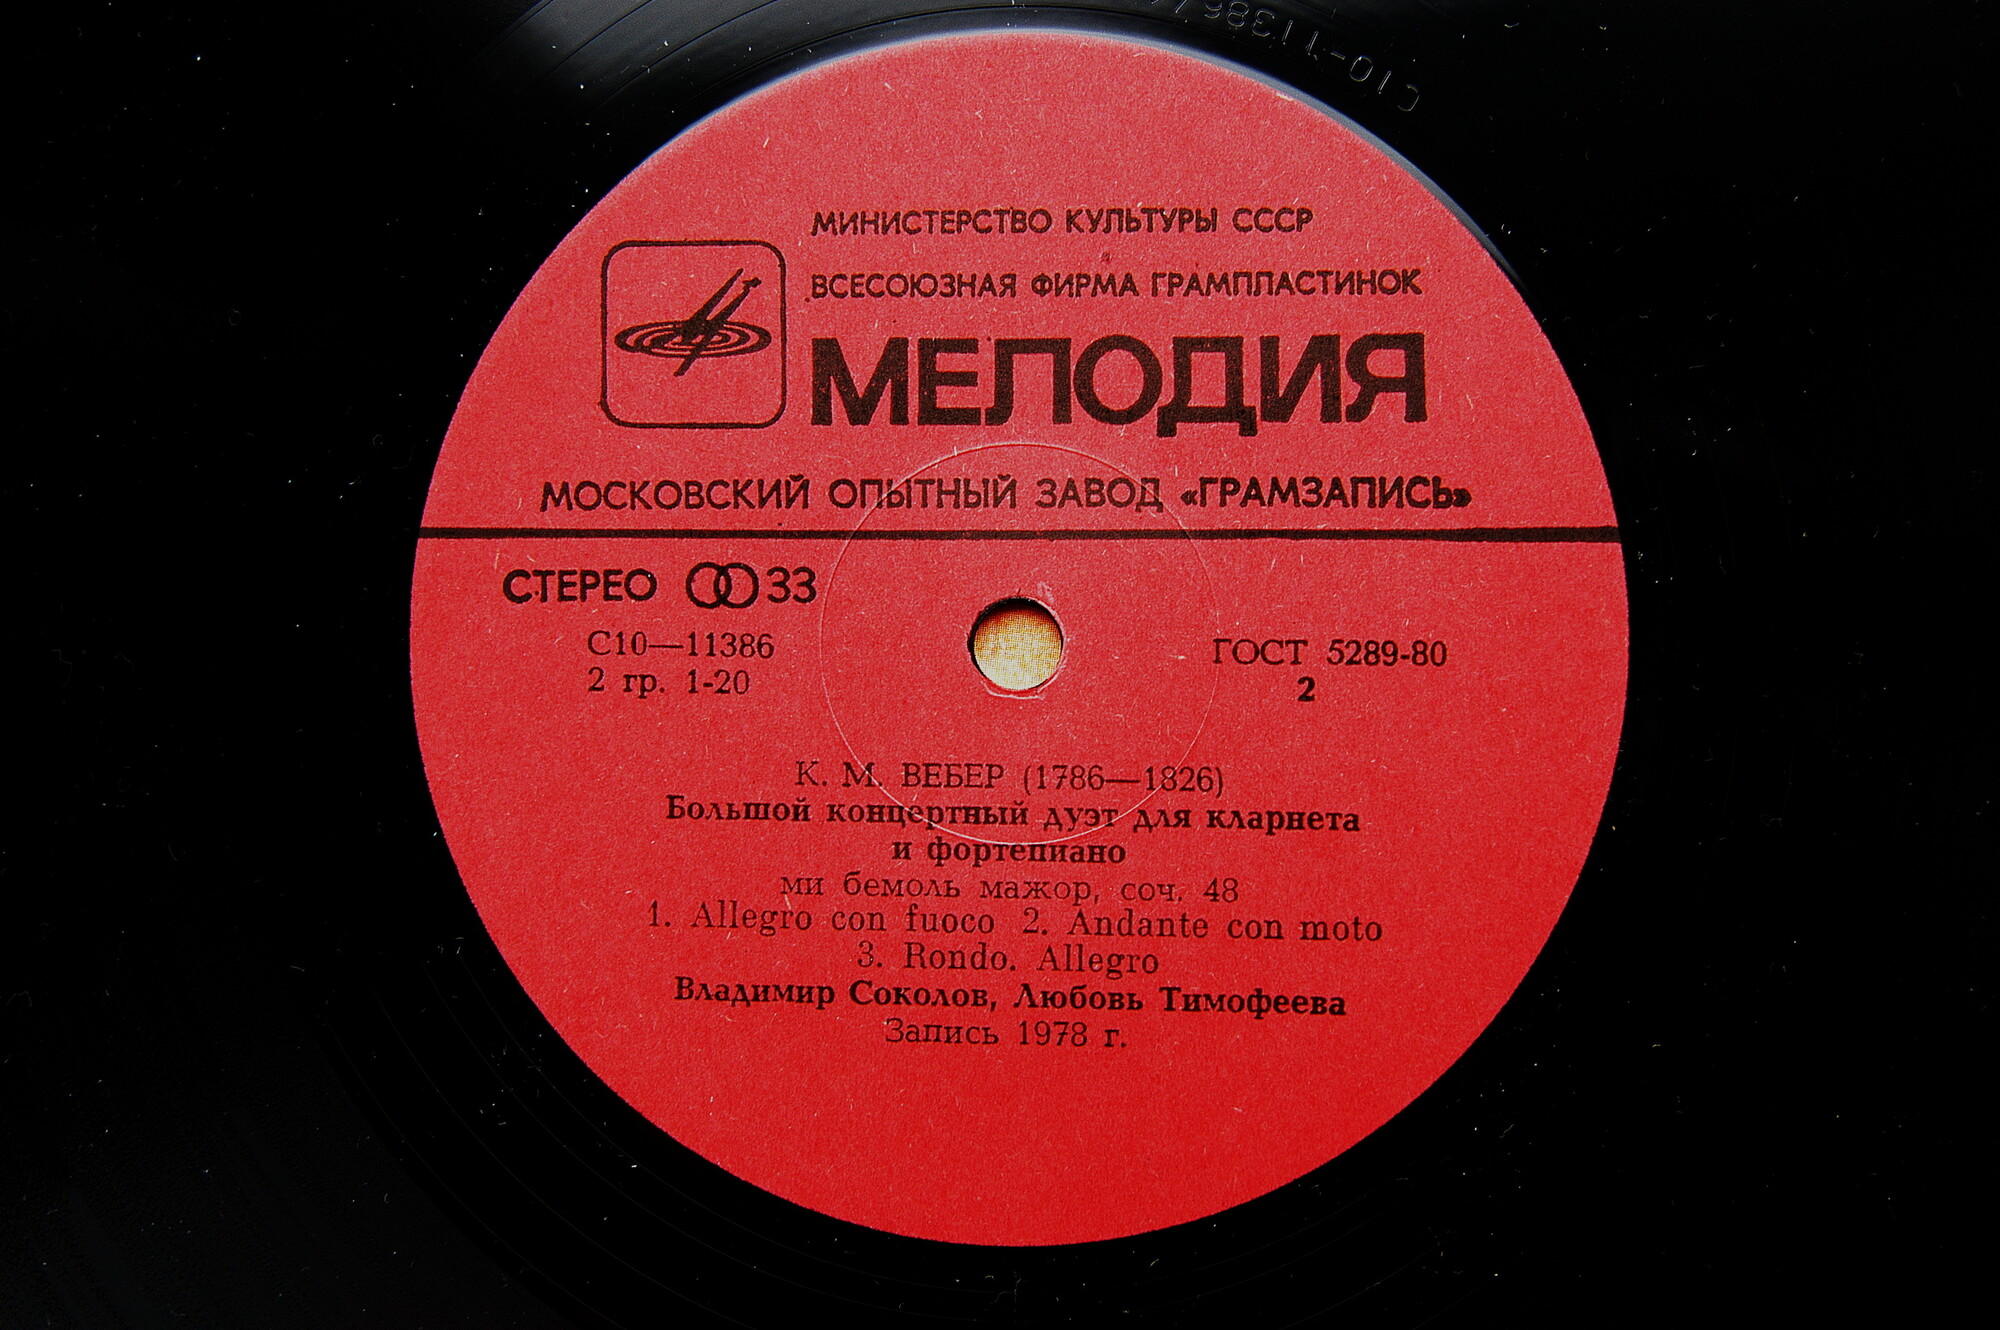 С10-11386
МИНИСТЕРСТВО КУЛЬТУРЫ СССР
ВСЕСОЮЗНАЯ ФИРМА ГРАМПЛАСТИНОК
МЕЛОДИЯ
МОСКОВСКИЙ ОПЫТНЫЙ ЗАВОД «ГРАМЗАПИСЬ»
СТЕРЕО 33
С10—11386
2 гр. 1-20
ГОСТ 5289-80
2
К. М. ВЕБЕР (1786—1826)
Большой концертный дуэт для кларнета
и фортепиано
ми бемоль мажор, соч. 48
1. Allegro con fuoco 2. Andante con moto
3. Rondo. Allegro
Владимир Соколов, Любовь Тимофеева
Запись 1978 г.